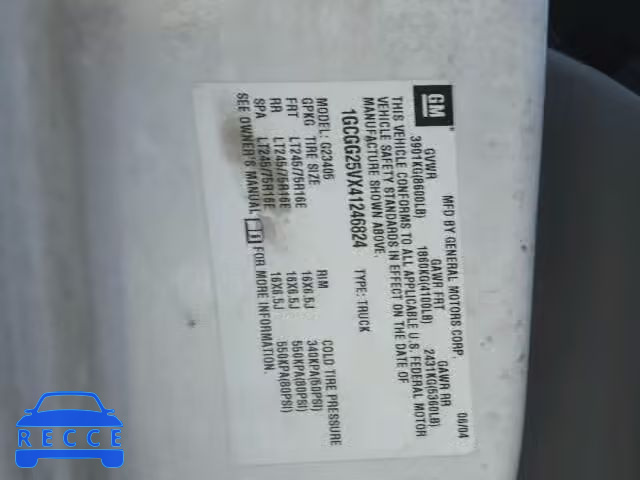 GM
MFD BY GENERAL MOTORS CORP. 06/04
GVWR GAWR FRT GAWR RR
3901KG(8600LB) 1860KG(4100LB) 2431KG(5360LB)
THIS VEHICLE CONFORMS TO ALL APPLICABLE U.S. FEDERAL MOTOR
VEHICLE SAFETY STANDARDS IN EFFECT ON THE DATE OF
MANUFACTURE SHOWN ABOVE.
1GCGG25VX41246824 TYPE: TRUCK
MODEL: G23405
GPKG TIRE SIZE RIM COLD TIRE PRESSURE
FRT LT245/75R16E 16X6.5J 340KPA(50PSI)
RR LT245/75R16E 16X6.5J 550KPA(80PSI)
SPA LT245/75R16E 16X6.5J 550KPA(80PSI)
SEE OWNER'S MANUAL FOR MORE INFORMATION.
RECCE